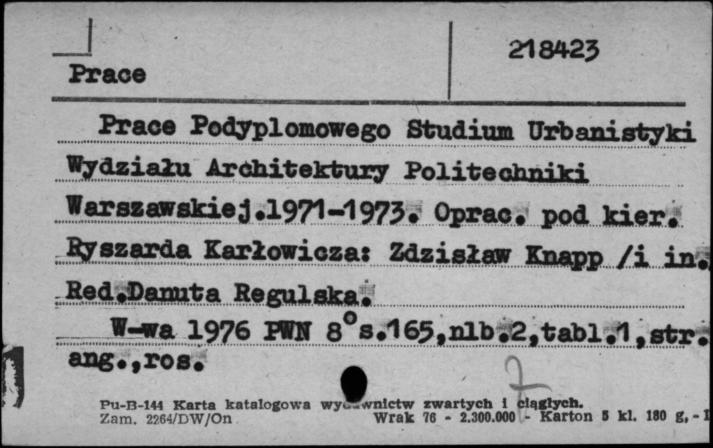 218423
Prace
Prace Podyplomowego Studium Urbanistyki
Wydziału Architektury Politechniki
Warszawskiej.1971-1973. Oprac. pod kier.
Ryszarda Karłowicza: Zdzisław Knapp /i in.
Red.Danuta Regulska.
W-wa 1976 PWN 8° s.165,nlb.2,tabl.1,str.
ang.,ros.
Pu-B-144 Karta katalogowa wydawnictw zwartych i ciągłych.
Zam. 2264/DW/On Wrak 76 - 2.300.000 - Karton 5 kl. 180 g, -